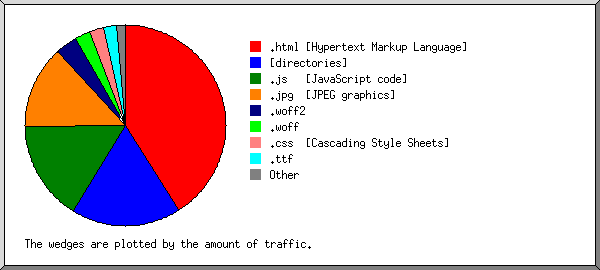 .html [Hypertext Markup Language]
[directories]
.js   [JavaScript code]
.jpg  [JPEG graphics]
.woff2
.woff
.css  [Cascading Style Sheets]
.ttf
Other
The wedges are plotted by the amount of traffic.